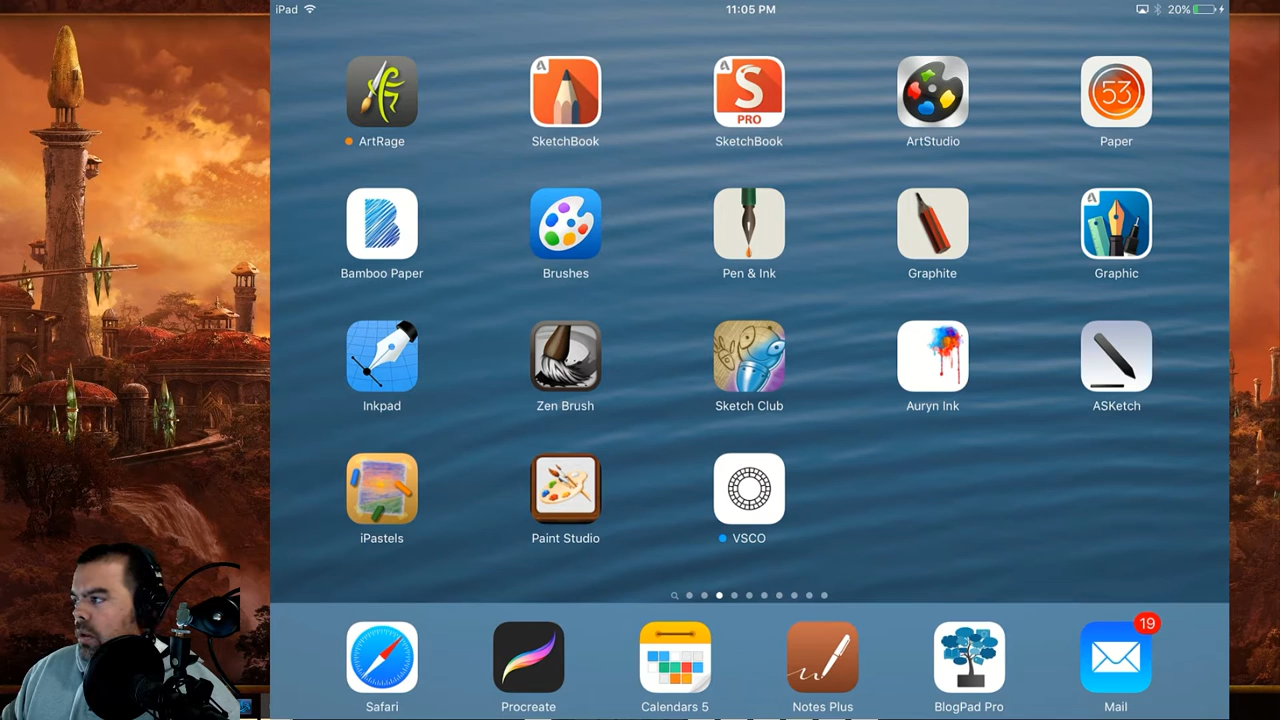 iPad 11:05 PM 20%
ArtRage SketchBook SketchBook ArtStudio Paper
PRO
53
Bamboo Paper Brushes Pen & Ink Graphite Graphic
Inkpad Zen Brush Sketch Club Auryn Ink ASKetch
iPastels Paint Studio VSCO
19
Safari Procreate Calendars 5 Notes Plus BlogPad Pro Mail